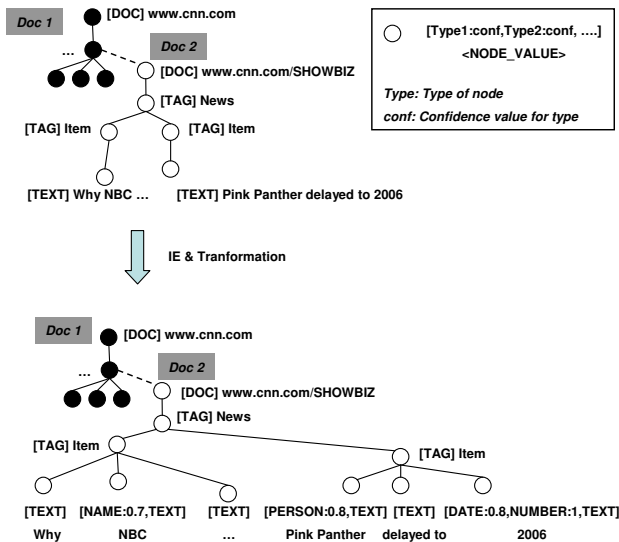 Doc 1
[DOC] www.cnn.com
...
Doc 2
[DOC] www.cnn.com/SHOWBIZ
[TAG] News
[TAG] Item
[TAG] Item
[TEXT] Why NBC ...
[TEXT] Pink Panther delayed to 2006
[Type1:conf,Type2:conf, ....]
<NODE_VALUE>
Type: Type of node
conf: Confidence value for type
IE & Tranformation
Doc 1
[DOC] www.cnn.com
...
Doc 2
[DOC] www.cnn.com/SHOWBIZ
[TAG] News
[TAG] Item
[TAG] Item
[TEXT] [NAME:0.7,TEXT] [TEXT] [PERSON:0.8,TEXT] [TEXT] [DATE:0.8,NUMBER:1,TEXT]
Why NBC ... Pink Panther delayed to 2006